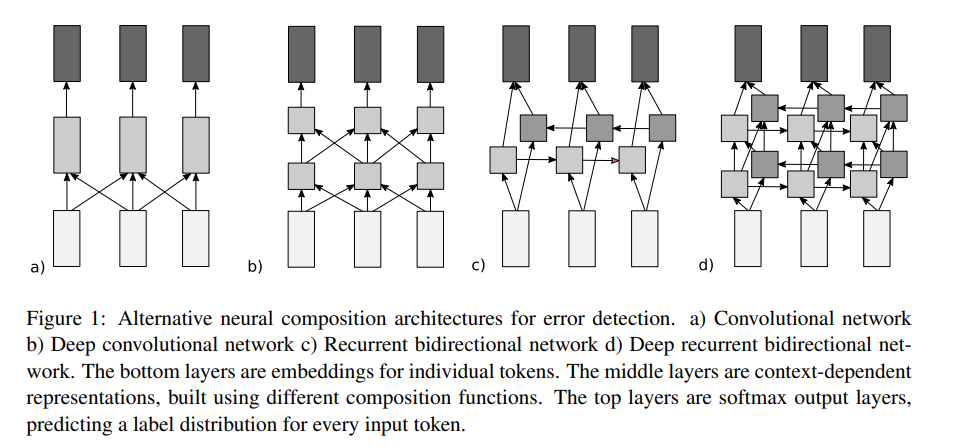 a)
b)
c)
d)
Figure 1: Alternative neural composition architectures for error detection. a) Convolutional network
b) Deep convolutional network c) Recurrent bidirectional network d) Deep recurrent bidirectional net-
work. The bottom layers are embeddings for individual tokens. The middle layers are context-dependent
representations, built using different composition functions. The top layers are softmax output layers,
predicting a label distribution for every input token.